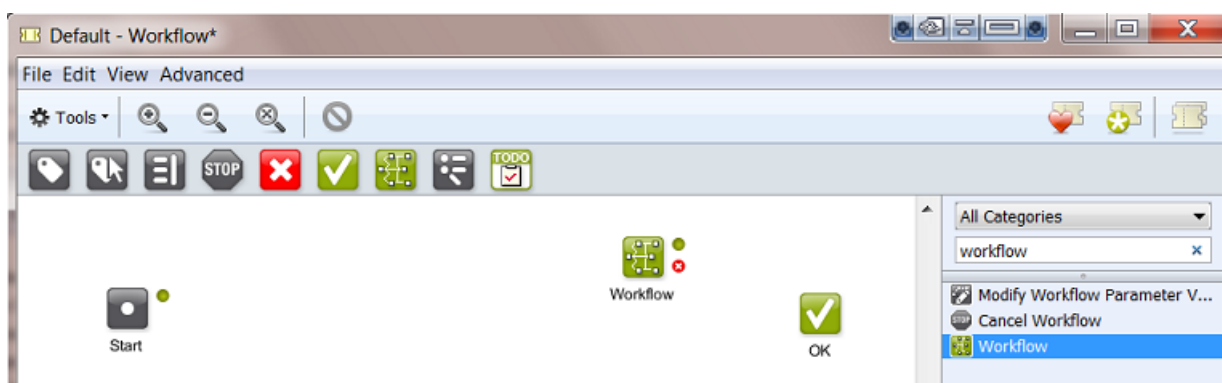 Default - Workflow*
File Edit View Advanced
Tools
STOP
TODO
All Categories
workflow
Workflow
Start
OK
Modify Workflow Parameter V...
STOP Cancel Workflow
Workflow